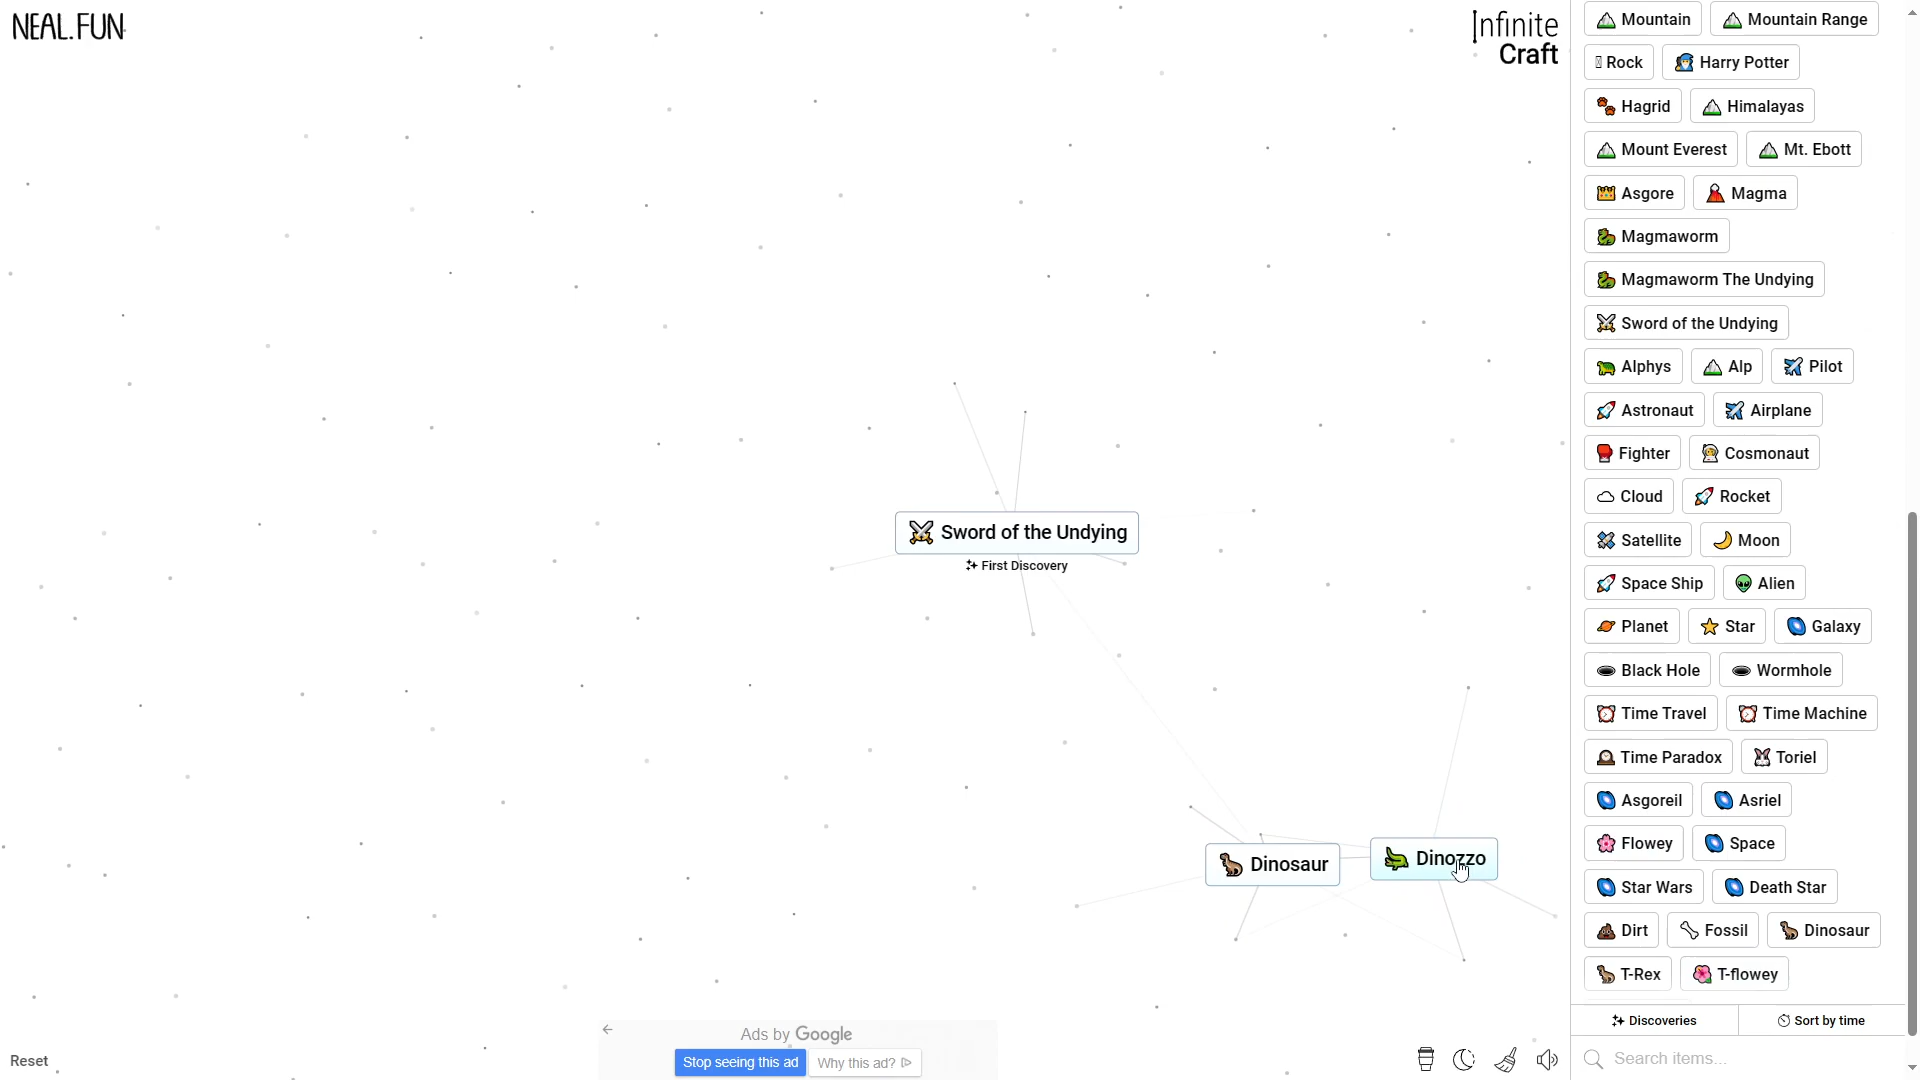 NEAL.FUN
Infinite
Craft
Sword of the Undying
First Discovery
Dinosaur
Dinozzo
Ads by Google
Stop seeing this ad
Why this ad?
Reset
Mountain
Mountain Range
Rock
Harry Potter
Hagrid
Himalayas
Mount Everest
Mt. Ebott
Asgore
Magma
Magmaworm
Magmaworm The Undying
Sword of the Undying
Alphys
Alp
Pilot
Astronaut
Airplane
Fighter
Cosmonaut
Cloud
Rocket
Satellite
Moon
Space Ship
Alien
Planet
Star
Galaxy
Black Hole
Wormhole
Time Travel
Time Machine
Time Paradox
Toriel
Asgoreil
Asriel
Flowey
Space
Star Wars
Death Star
Dirt
Fossil
Dinosaur
T-Rex
T-flowey
Discoveries
Sort by time
Search items...